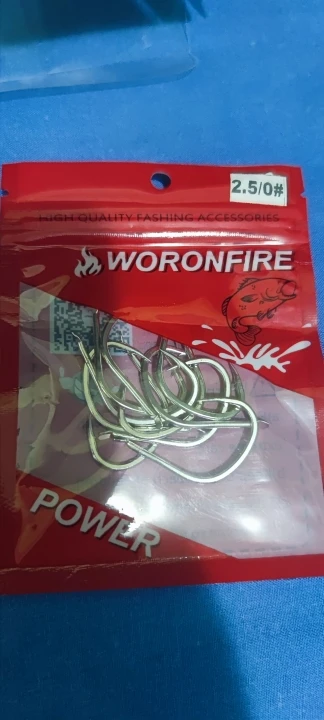 2.5/0#
HIGH QUALITY FASHING ACCESSORIES
WORONFIRE
POWER